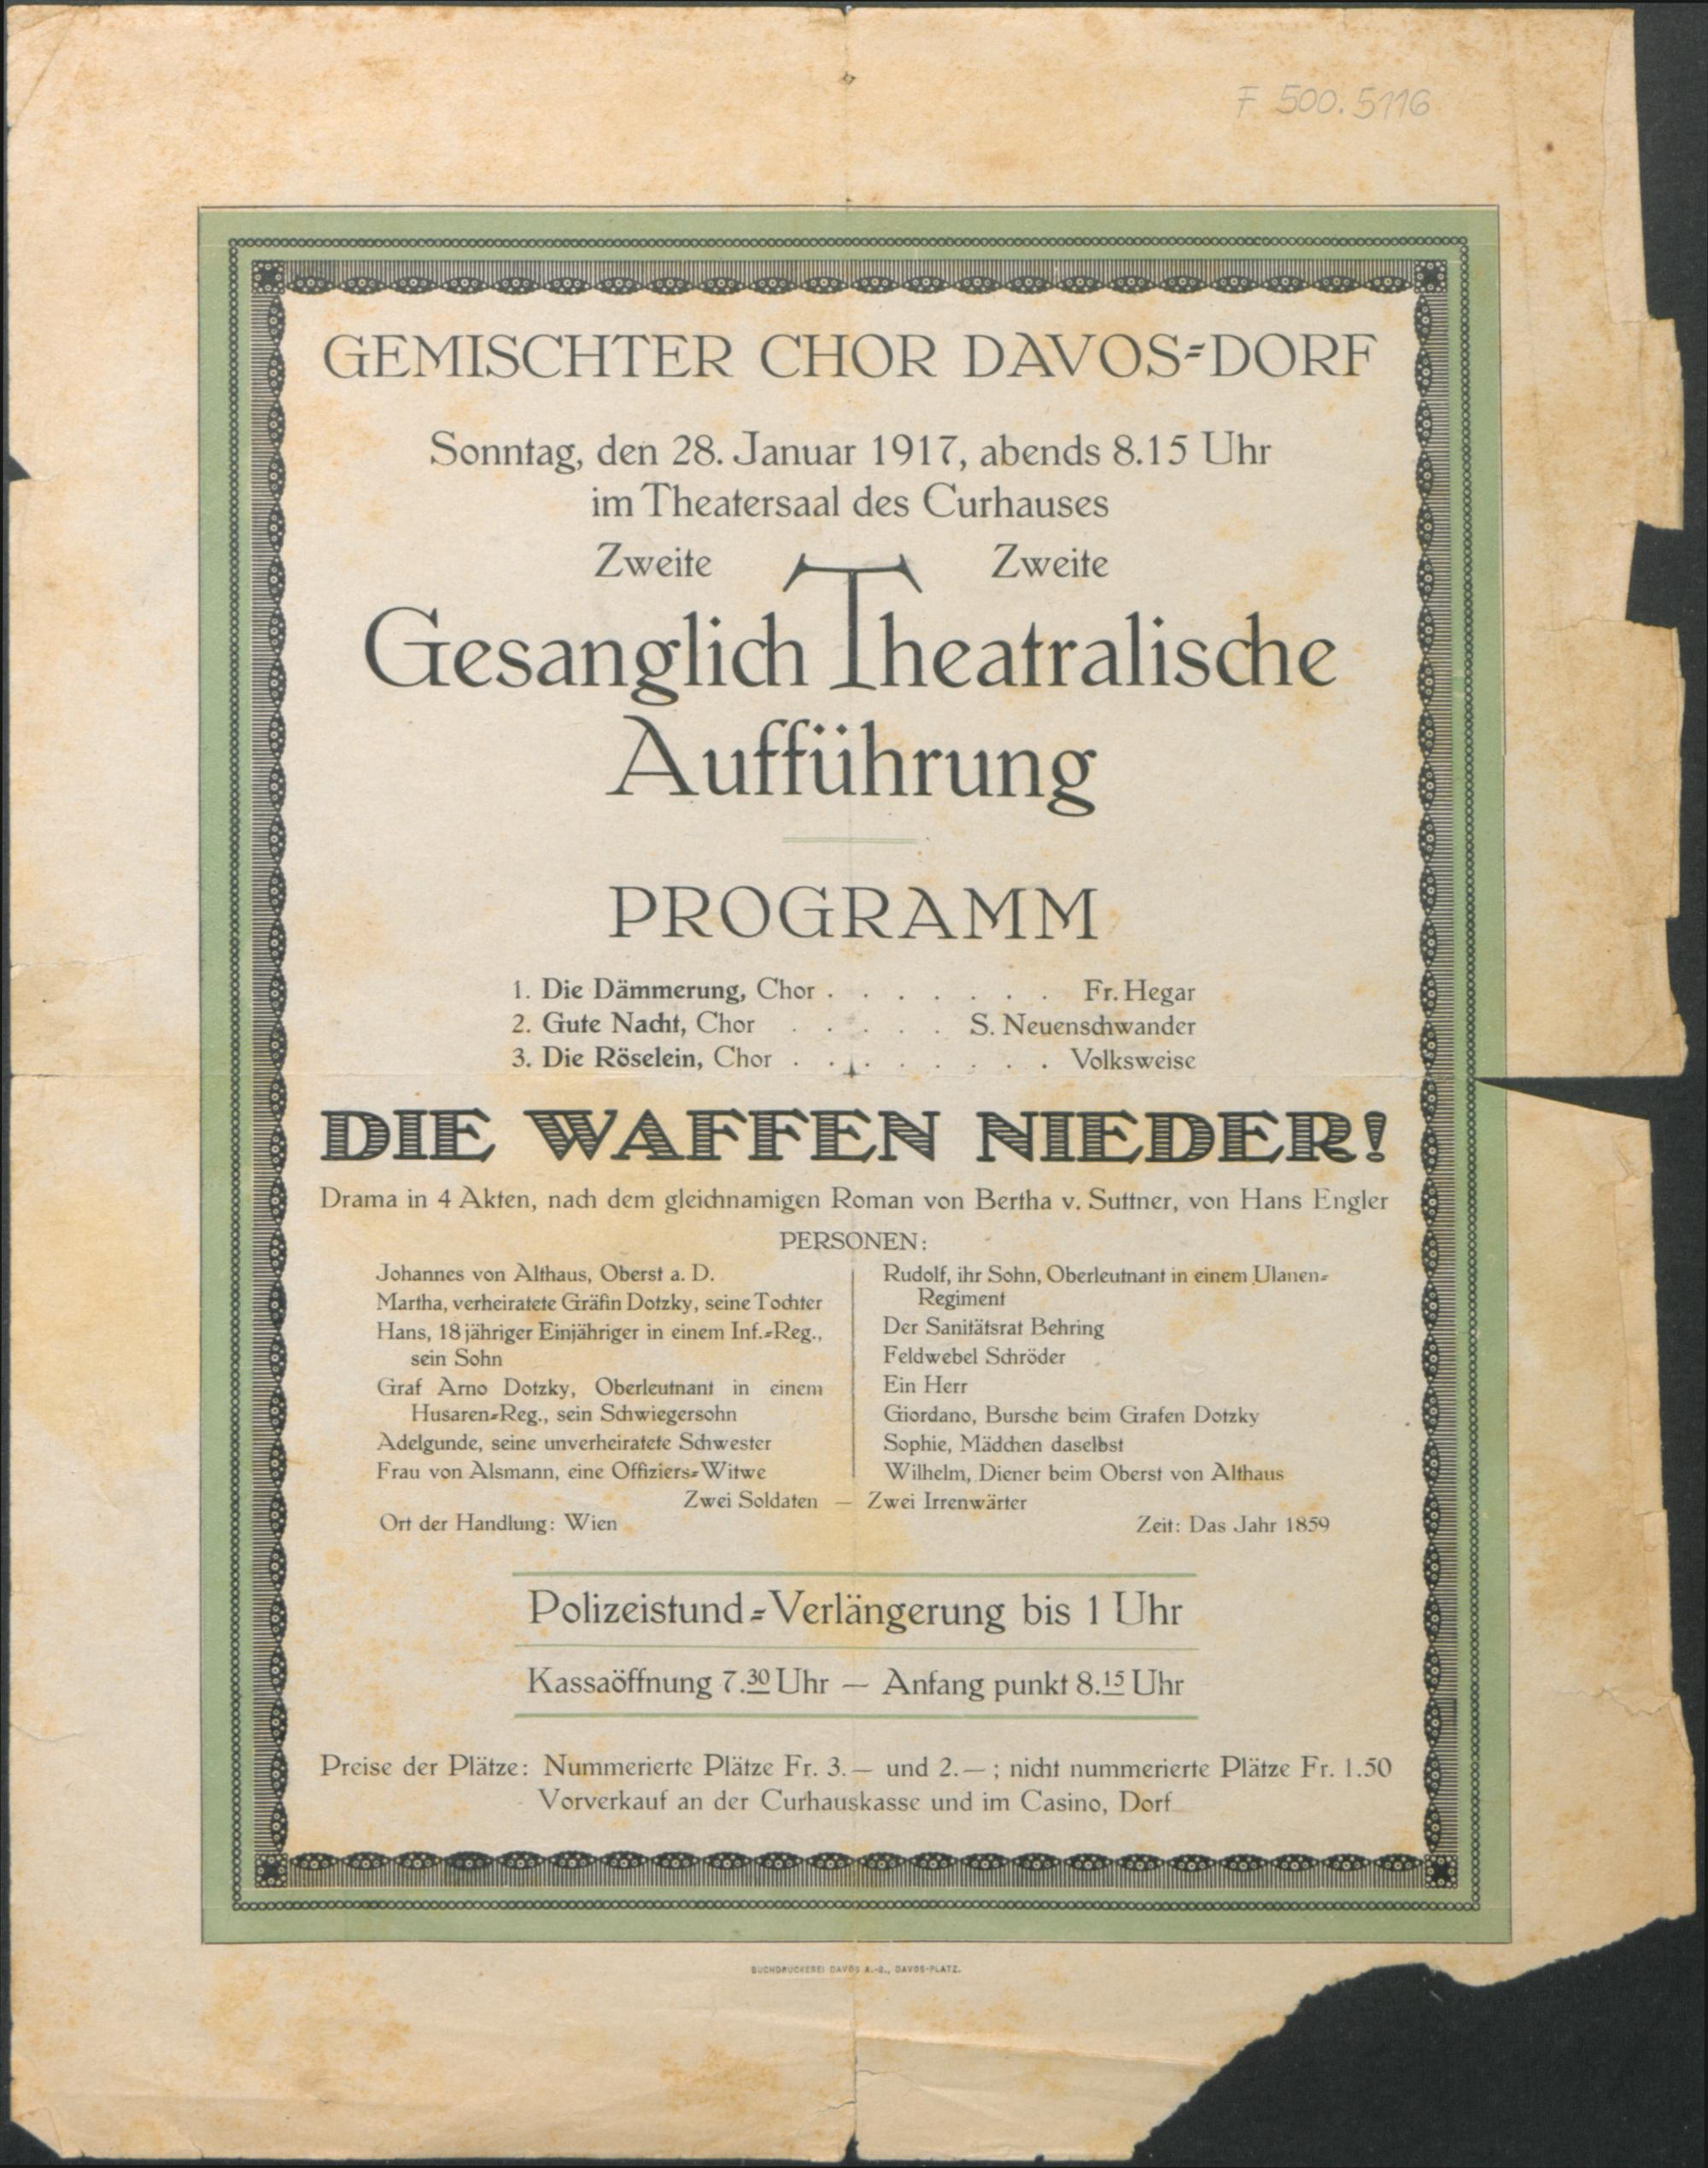 F 500.5116
GEMISCHTER CHOR DAVOS=DORF
Sonntag, den 28. Januar 1917, abends 8.15 Uhr
im Theatersaal des Curhauses
Zweite Zweite
Gesanglich Theatralische
Aufführung
PROGRAMM
1. Die Dämmerung, Chor . . . . . . . Fr. Hegar
2. Gute Nacht, Chor . . . . . S. Neuenschwander
3. Die Röselein, Chor . . . . . . . . Volksweise
DIE WAFFEN NIEDER!
Drama in 4 Akten, nach dem gleichnamigen Roman von Bertha v. Suttner, von Hans Engler
PERSONEN:
Johannes von Althaus, Oberst a. D.
Martha, verheiratete Gräfin Dotzky, seine Tochter
Hans, 18 jähriger Einjähriger in einem Inf.=Reg.,
sein Sohn
Graf Arno Dotzky, Oberleutnant in einem
Husaren=Reg., sein Schwiegersohn
Adelgunde, seine unverheiratete Schwester
Frau von Alsmann, eine Offiziers=Witwe
Rudolf, ihr Sohn, Oberleutnant in einem Ulanen=
Regiment
Der Sanitätsrat Behring
Feldwebel Schröder
Ein Herr
Giordano, Bursche beim Grafen Dotzky
Sophie, Mädchen daselbst
Wilhelm, Diener beim Oberst von Althaus
Zwei Soldaten — Zwei Irrenwärter
Ort der Handlung: Wien Zeit: Das Jahr 1859
Polizeistund=Verlängerung bis 1 Uhr
Kassaöffnung 7.30 Uhr — Anfang punkt 8.15 Uhr
Preise der Plätze: Nummerierte Plätze Fr. 3.— und 2.— ; nicht nummerierte Plätze Fr. 1.50
Vorverkauf an der Curhauskasse und im Casino, Dorf
BUCHDRUCKEREI DAVOS A.-G., DAVOS-PLATZ.